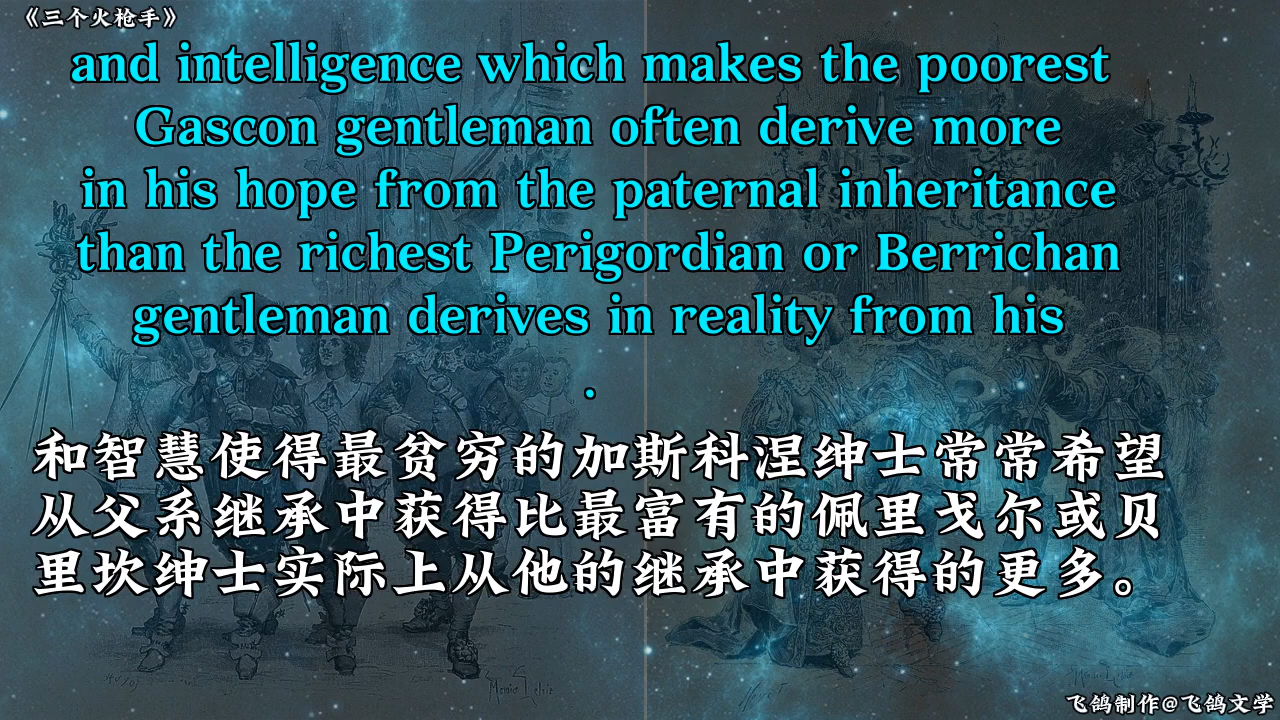 《三个火枪手》
and intelligence which makes the poorest
Gascon gentleman often derive more
in his hope from the paternal inheritance
than the richest Perigordian or Berrichan
gentleman derives in reality from his
.
和智慧使得最贫穷的加斯科涅绅士常常希望
从父系继承中获得比最富有的佩里戈尔或贝
里坎绅士实际上从他的继承中获得的更多。
飞鸽制作@飞鸽文学